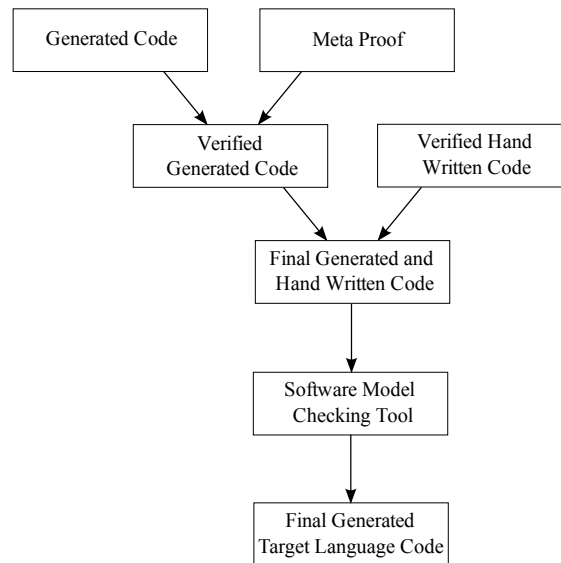 Generated Code
Meta Proof
Verified
Generated Code
Verified Hand
Written Code
Final Generated and
Hand Written Code
Software Model
Checking Tool
Final Generated
Target Language Code